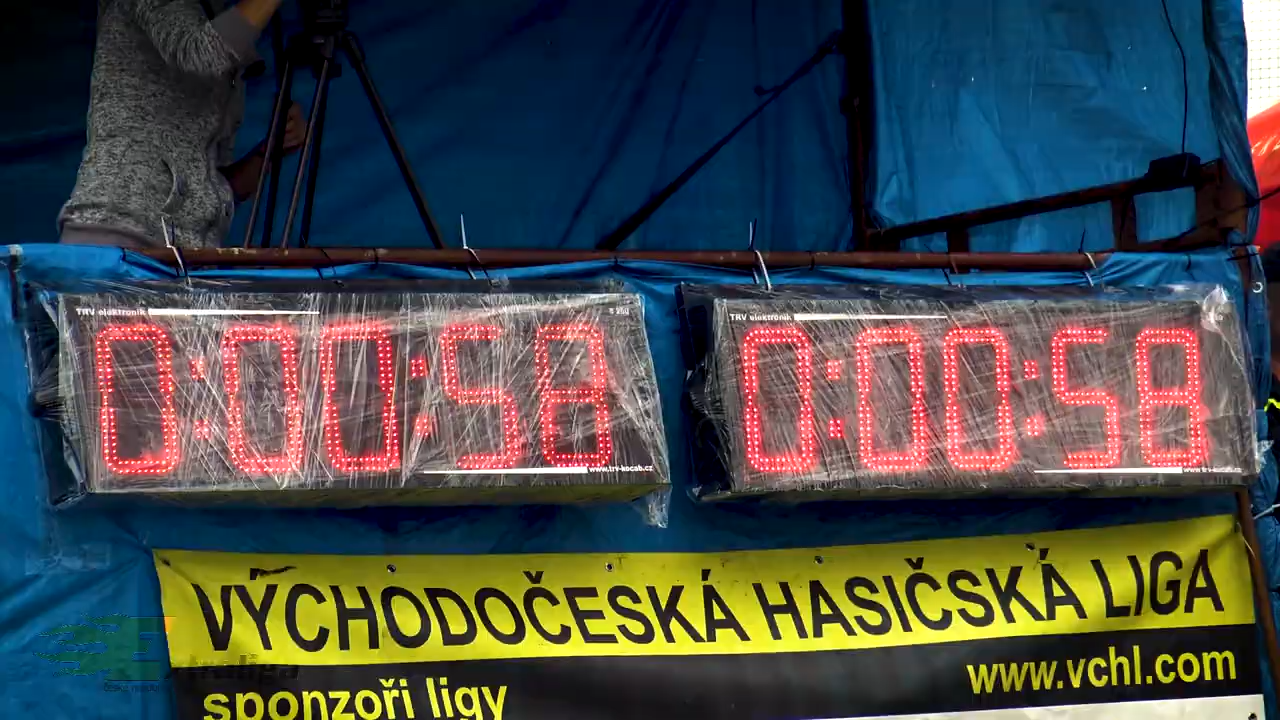 TRV elektronik
0:00:58
www.trv-kocab.cz
TRV elektronik
0:00:58
www.trv-kocab.cz
VÝCHODOČESKÁ HASIČSKÁ LIGA
www.vchl.com
sponzoři ligy